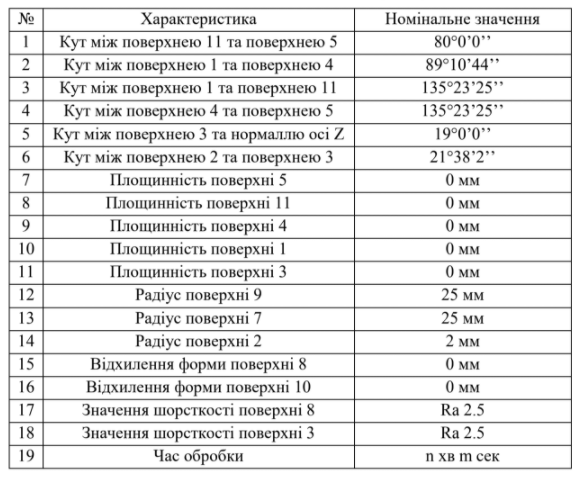 № Характеристика Номінальне значення
1 Кут між поверхнею 11 та поверхнею 5 80°0’0’’
2 Кут між поверхнею 1 та поверхнею 4 89°10’44’’
3 Кут між поверхнею 1 та поверхнею 11 135°23’25’’
4 Кут між поверхнею 4 та поверхнею 5 135°23’25’’
5 Кут між поверхнею 3 та нормаллю осі Z 19°0’0’’
6 Кут між поверхнею 2 та поверхнею 3 21°38’2’’
7 Площинність поверхні 5 0 мм
8 Площинність поверхні 11 0 мм
9 Площинність поверхні 4 0 мм
10 Площинність поверхні 1 0 мм
11 Площинність поверхні 3 0 мм
12 Радіус поверхні 9 25 мм
13 Радіус поверхні 7 25 мм
14 Радіус поверхні 2 2 мм
15 Відхилення форми поверхні 8 0 мм
16 Відхилення форми поверхні 10 0 мм
17 Значення шорсткості поверхні 8 Ra 2.5
18 Значення шорсткості поверхні 3 Ra 2.5
19 Час обробки n хв m сек